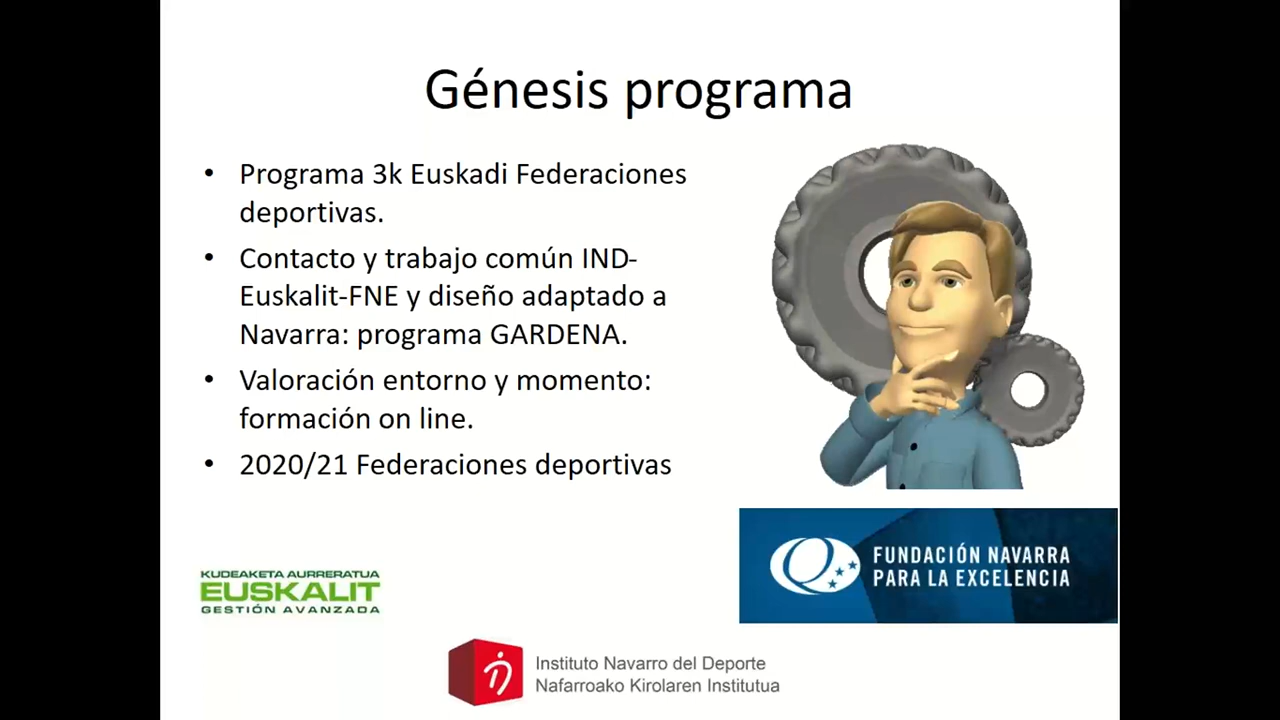 Génesis programa
• Programa 3k Euskadi Federaciones
deportivas.
• Contacto y trabajo común IND-
Euskalit-FNE y diseño adaptado a
Navarra: programa GARDENA.
• Valoración entorno y momento:
formación on line.
• 2020/21 Federaciones deportivas
FUNDACIÓN NAVARRA
PARA LA EXCELENCIA
KUDEAKETA AURRERATUA
EUSKALIT
GESTIÓN AVANZADA
Instituto Navarro del Deporte
Nafarroako Kirolaren Institutua